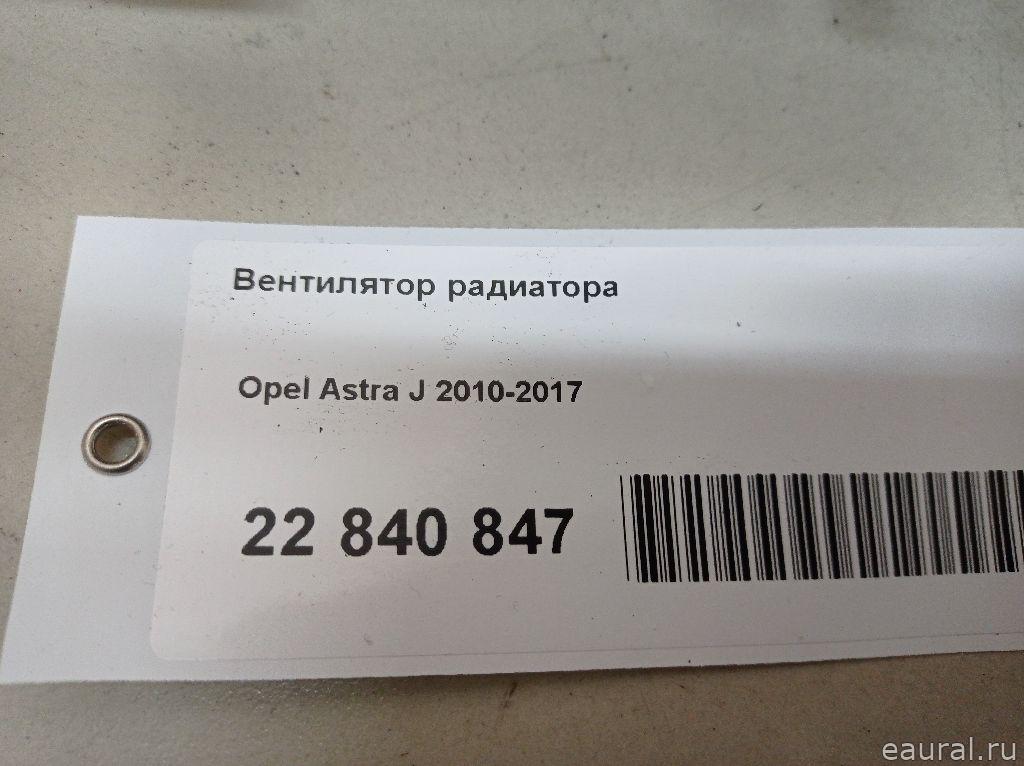 Вентилятор радиатора
Opel Astra J 2010-2017
22 840 847
eaural.ru